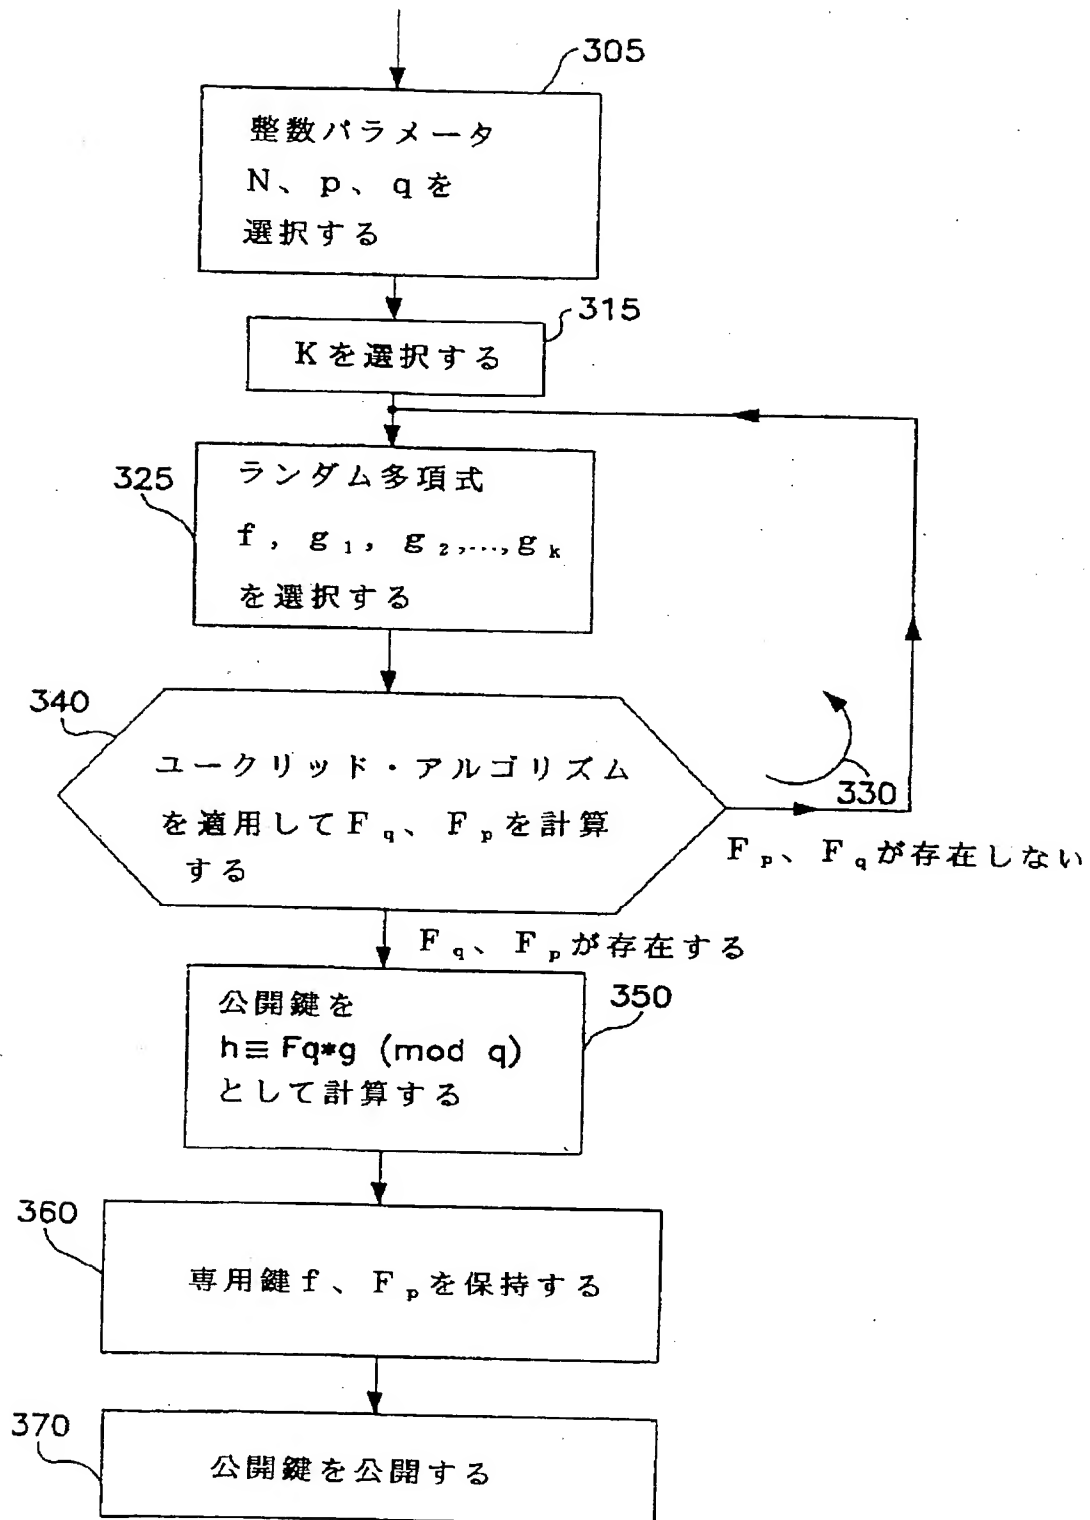 305
整数パラメータ
N、p、qを
選択する
315
Kを選択する
325
ランダム多項式
f, g₁, g₂,...,gₖ
を選択する
340
ユークリッド・アルゴリズム
を適用してF_q、F_pを計算
する
330
F_p、F_qが存在しない
F_q、F_pが存在する
350
公開鍵を
h≡Fq*g (mod q)
として計算する
360
専用鍵f、F_pを保持する
370
公開鍵を公開する